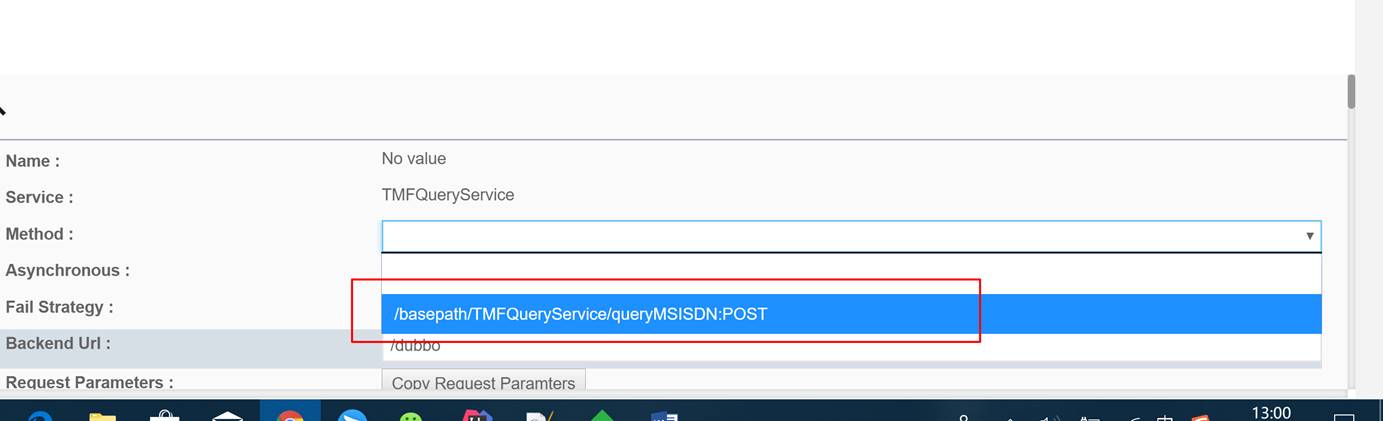 Name :
No value
Service :
TMFQueryService
Method :
Asynchronous :
Fail Strategy :
/basepath/TMFQueryService/queryMSISDN:POST
Backend Url :
/dubbo
Request Parameters :
Copy Request Paramters
中
13:00